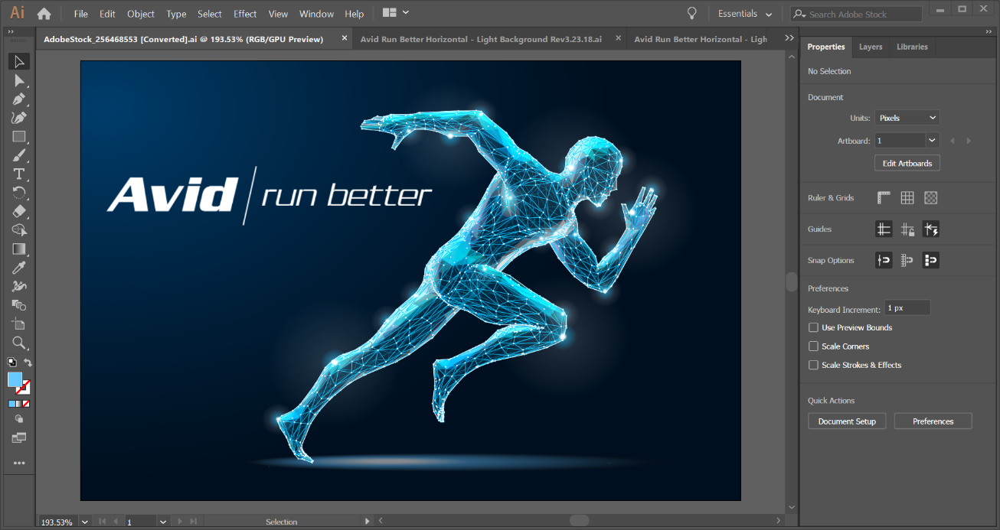 Ai File Edit Object Type Select Effect View Window Help Essentials Search Adobe Stock
AdobeStock_256468553 [Converted].ai @ 193.53% (RGB/GPU Preview) × Avid Run Better Horizontal - Light Background Rev3.23.18.ai × Avid Run Better Horizontal - Ligh
Properties Layers Libraries
No Selection
Document
Units: Pixels
Artboard: 1
Edit Artboards
Ruler & Grids
Guides
Snap Options
Preferences
Keyboard Increment: 1 px
Use Preview Bounds
Scale Corners
Scale Strokes & Effects
Quick Actions
Document Setup Preferences
Avid | run better
193.53% 1 Selection